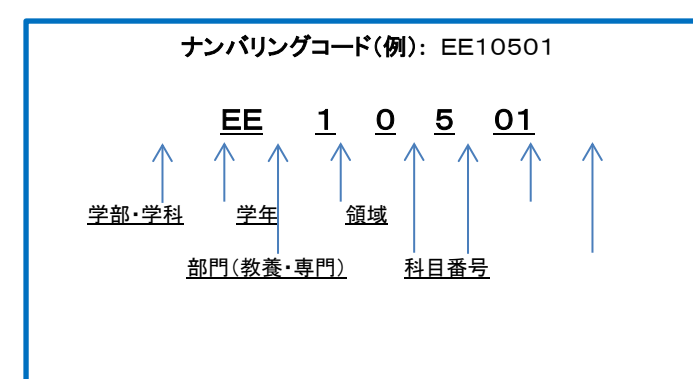 ナンバリングコード(例): EE10501
EE 1 0 5 01
学部・学科 学年 領域
部門(教養・専門) 科目番号